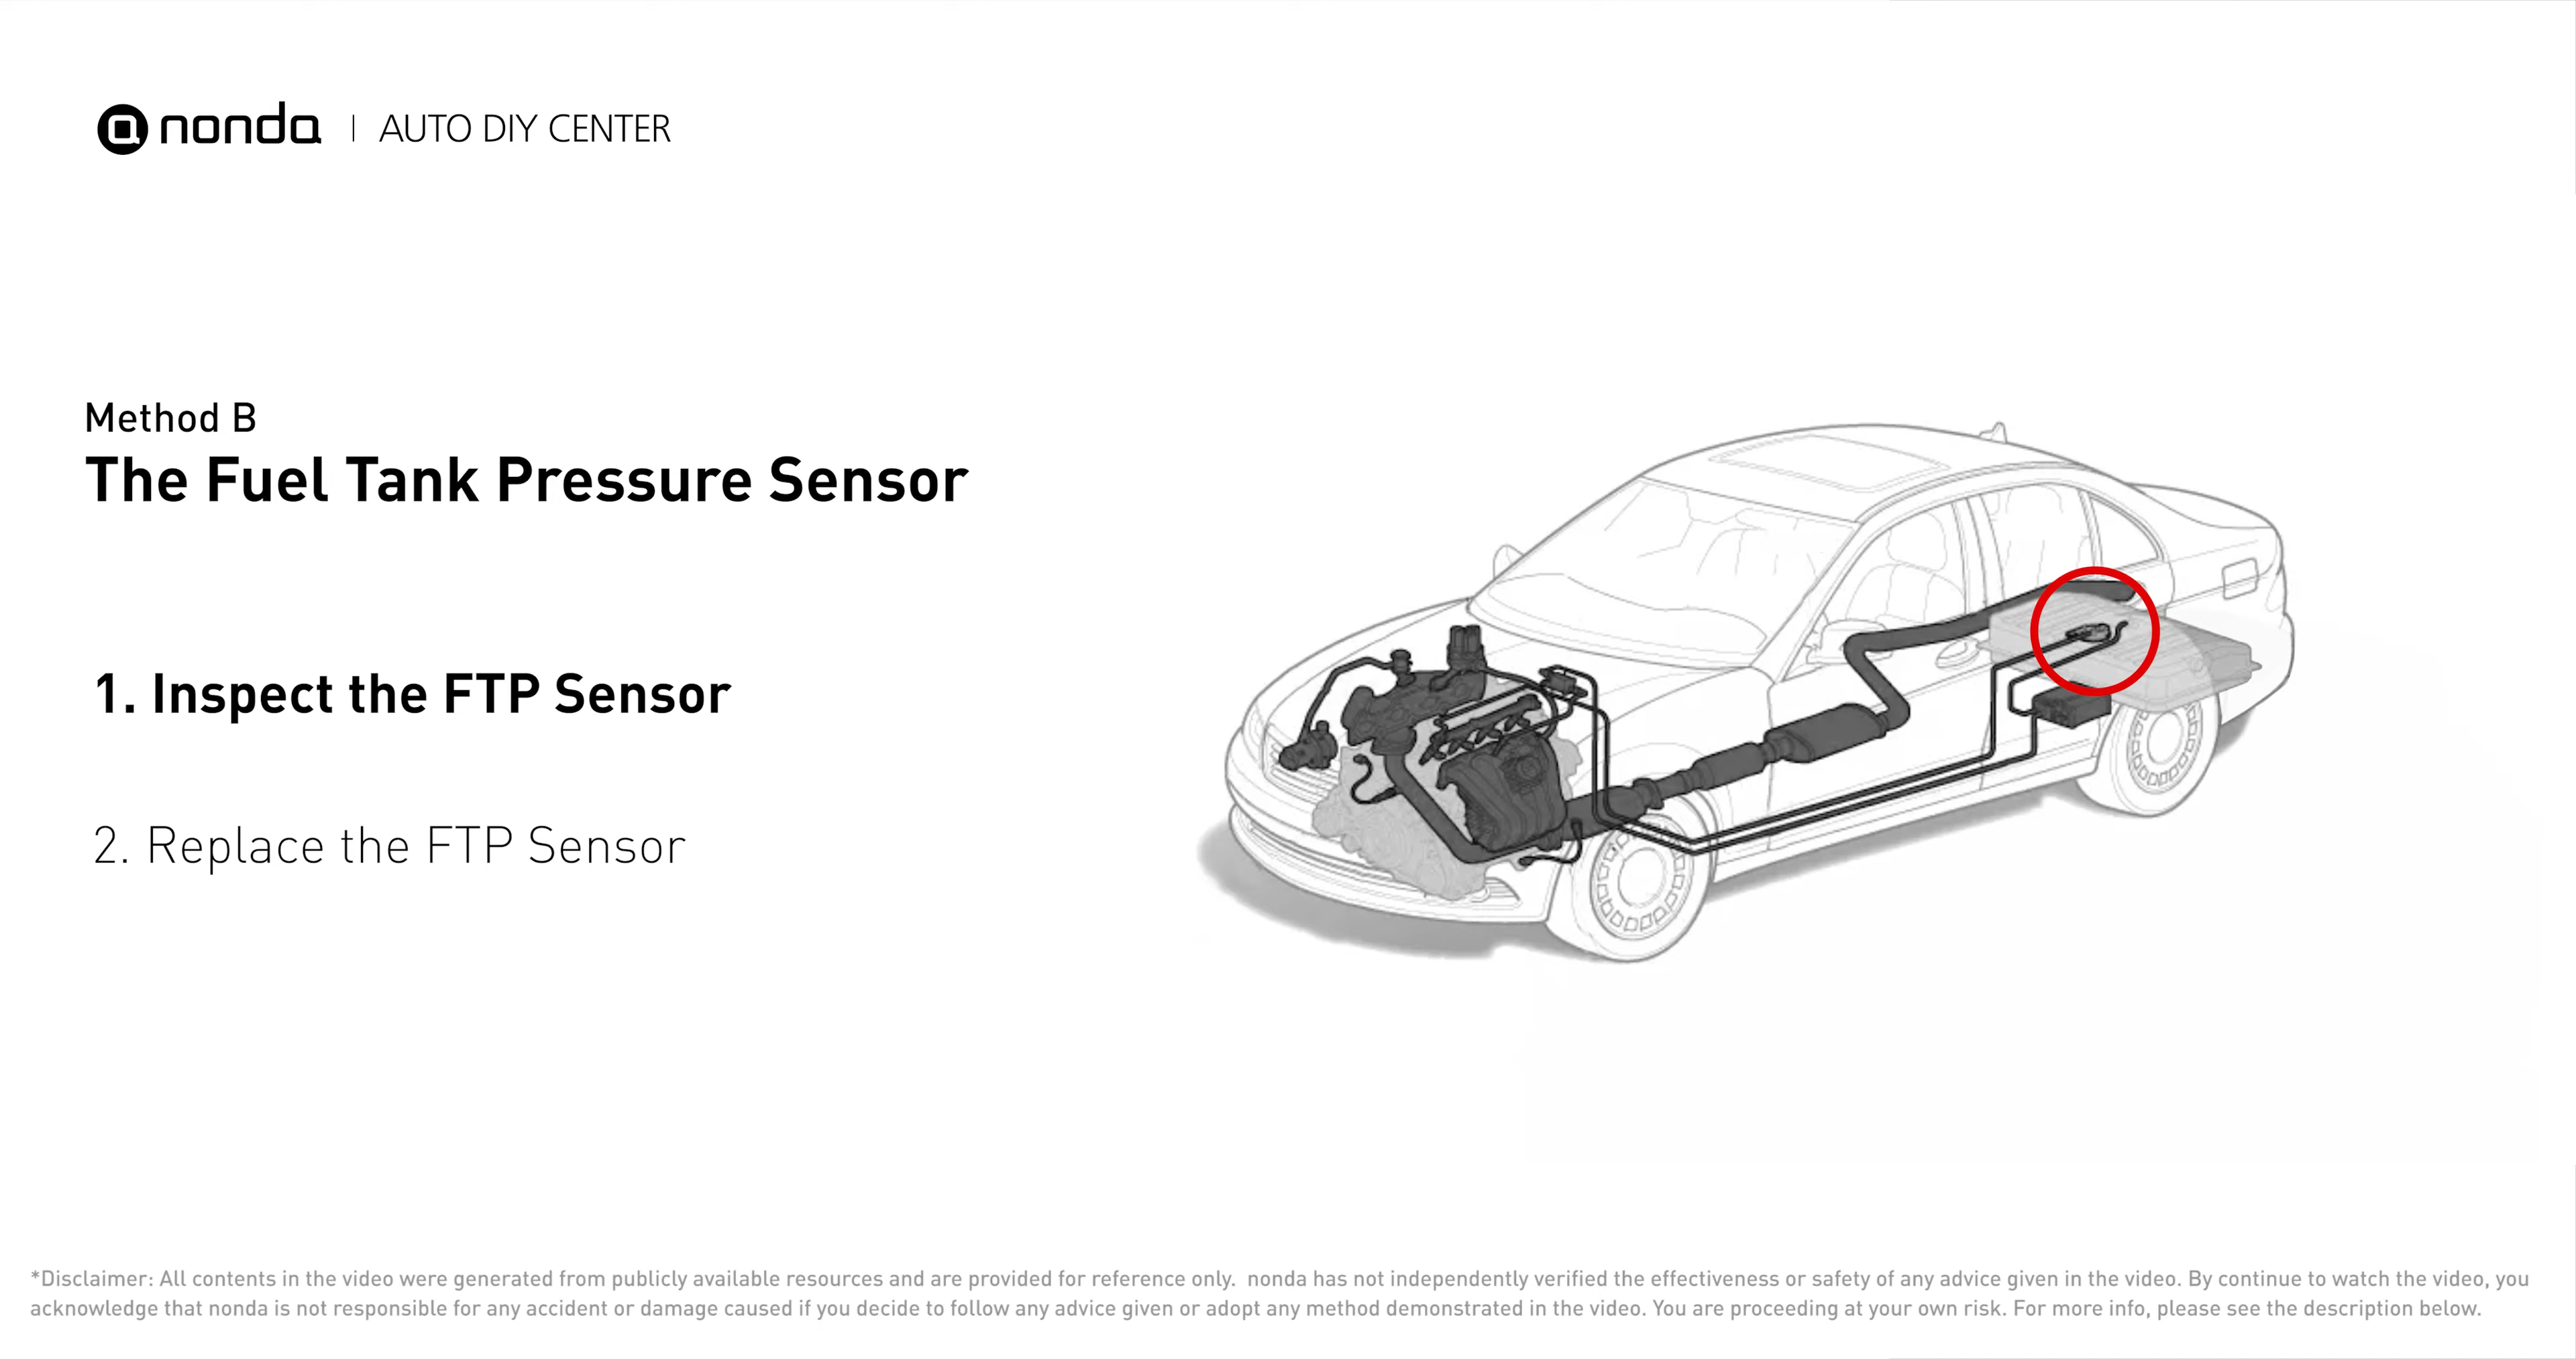 nonda | AUTO DIY CENTER
Method B
The Fuel Tank Pressure Sensor
1. Inspect the FTP Sensor
2. Replace the FTP Sensor
*Disclaimer: All contents in the video were generated from publicly available resources and are provided for reference only.  nonda has not independently verified the effectiveness or safety of any advice given in the video. By continue to watch the video, you
acknowledge that nonda is not responsible for any accident or damage caused if you decide to follow any advice given or adopt any method demonstrated in the video. You are proceeding at your own risk. For more info, please see the description below.